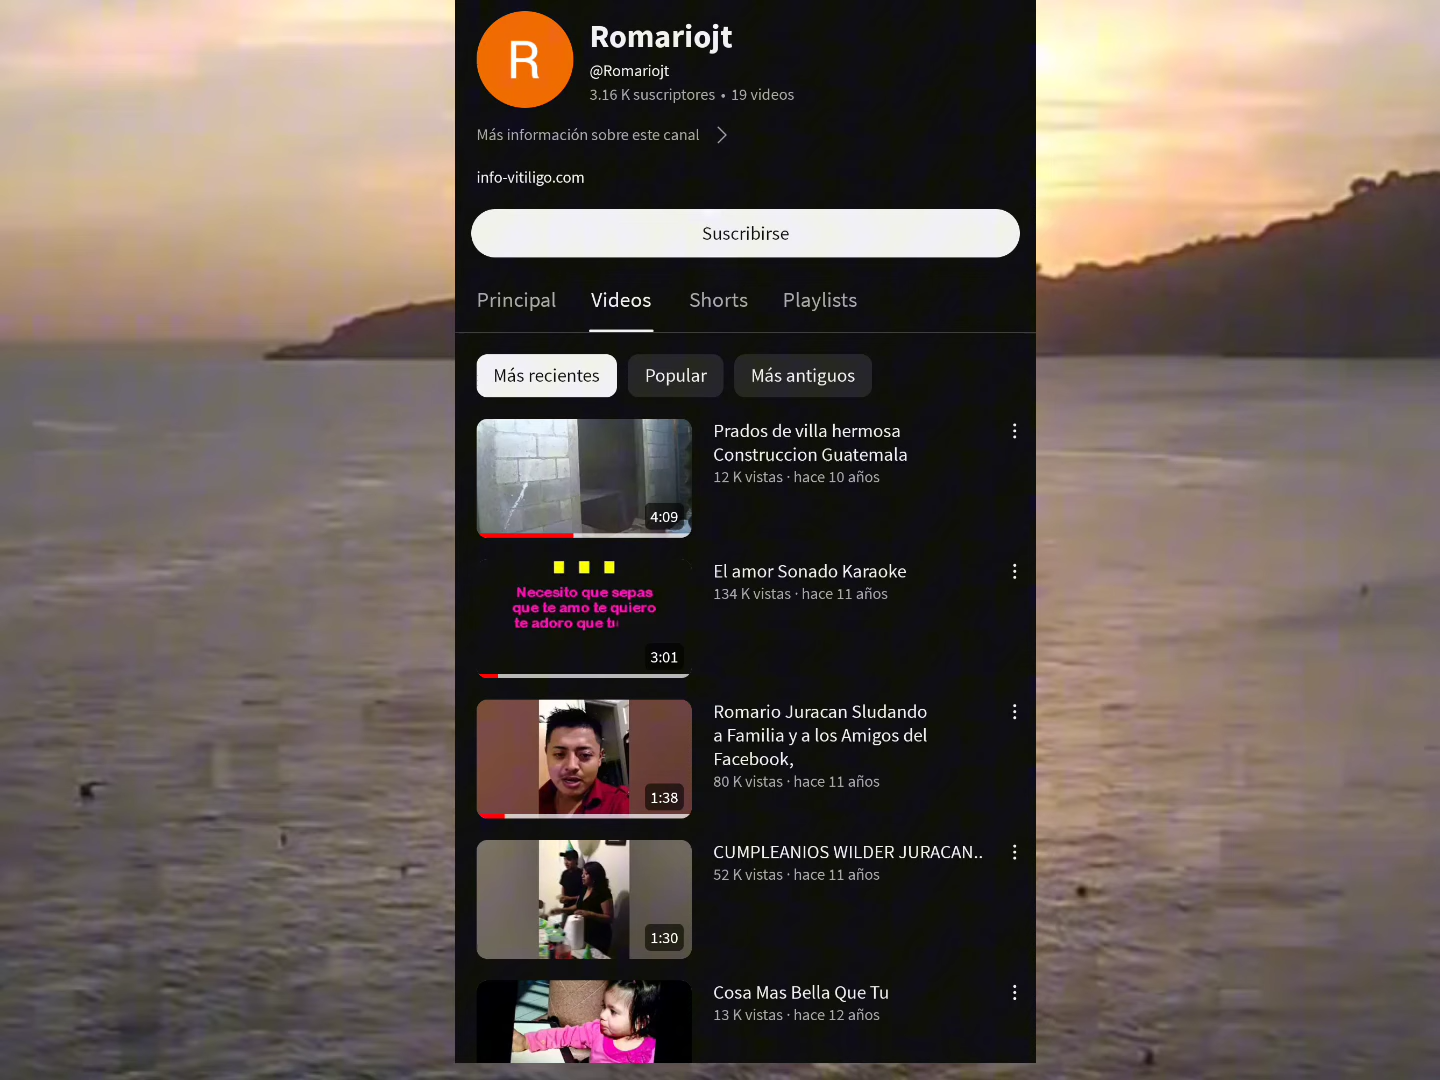 R
Romariojt
@Romariojt
3.16 K suscriptores • 19 videos
Más información sobre este canal
info-vitiligo.com
Suscribirse
Principal Videos Shorts Playlists
Más recientes Popular Más antiguos
Prados de villa hermosa
Construccion Guatemala
12 K vistas · hace 10 años
4:09
El amor Sonado Karaoke
134 K vistas · hace 11 años
Necesito que sepas
que te amo te quiero
te adoro que tu
3:01
Romario Juracan Sludando
a Familia y a los Amigos del
Facebook,
80 K vistas · hace 11 años
1:38
CUMPLEANIOS WILDER JURACAN..
52 K vistas · hace 11 años
1:30
Cosa Mas Bella Que Tu
13 K vistas · hace 12 años